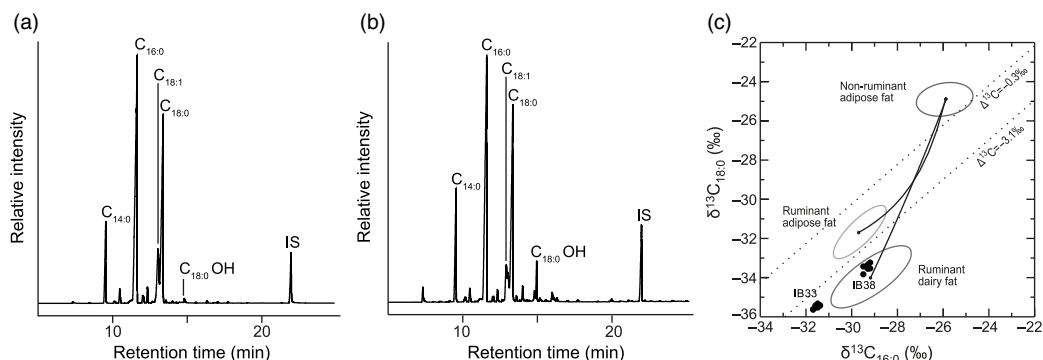 (a)
Relative intensity
C14:0
C16:0
C18:1
C18:0
C18:0 OH
IS
10
20
Retention time (min)
(b)
Relative intensity
C14:0
C16:0
C18:1
C18:0
C18:0 OH
IS
10
20
Retention time (min)
(c)
δ13C18:0 (‰)
−22
−24
−26
−28
−30
−32
−34
−36
Non-ruminant
adipose fat
Δ13C=−0.3‰
Δ13C=−3.1‰
Ruminant
adipose fat
IB33
IB38
Ruminant
dairy fat
−34
−32
−30
−28
−26
−24
−22
δ13C16:0 (‰)